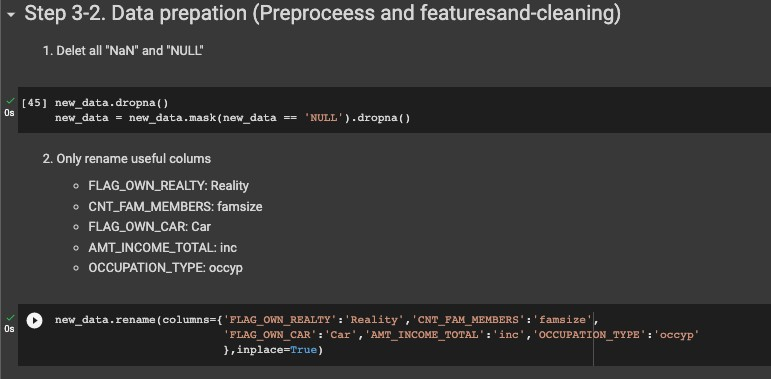 Step 3-2. Data prepation (Preproceess and featuresand-cleaning)
1. Delet all "NaN" and "NULL"
[45] new_data.dropna()
0s
new_data = new_data.mask(new_data == 'NULL').dropna()
2. Only rename useful colums
FLAG_OWN_REALTY: Reality
CNT_FAM_MEMBERS: famsize
FLAG_OWN_CAR: Car
AMT_INCOME_TOTAL: inc
OCCUPATION_TYPE: occyp
new_data.rename(columns={'FLAG_OWN_REALTY':'Reality','CNT_FAM_MEMBERS':'famsize',
0s
'FLAG_OWN_CAR':'Car','AMT_INCOME_TOTAL':'inc','OCCUPATION_TYPE':'occyp'
},inplace=True)